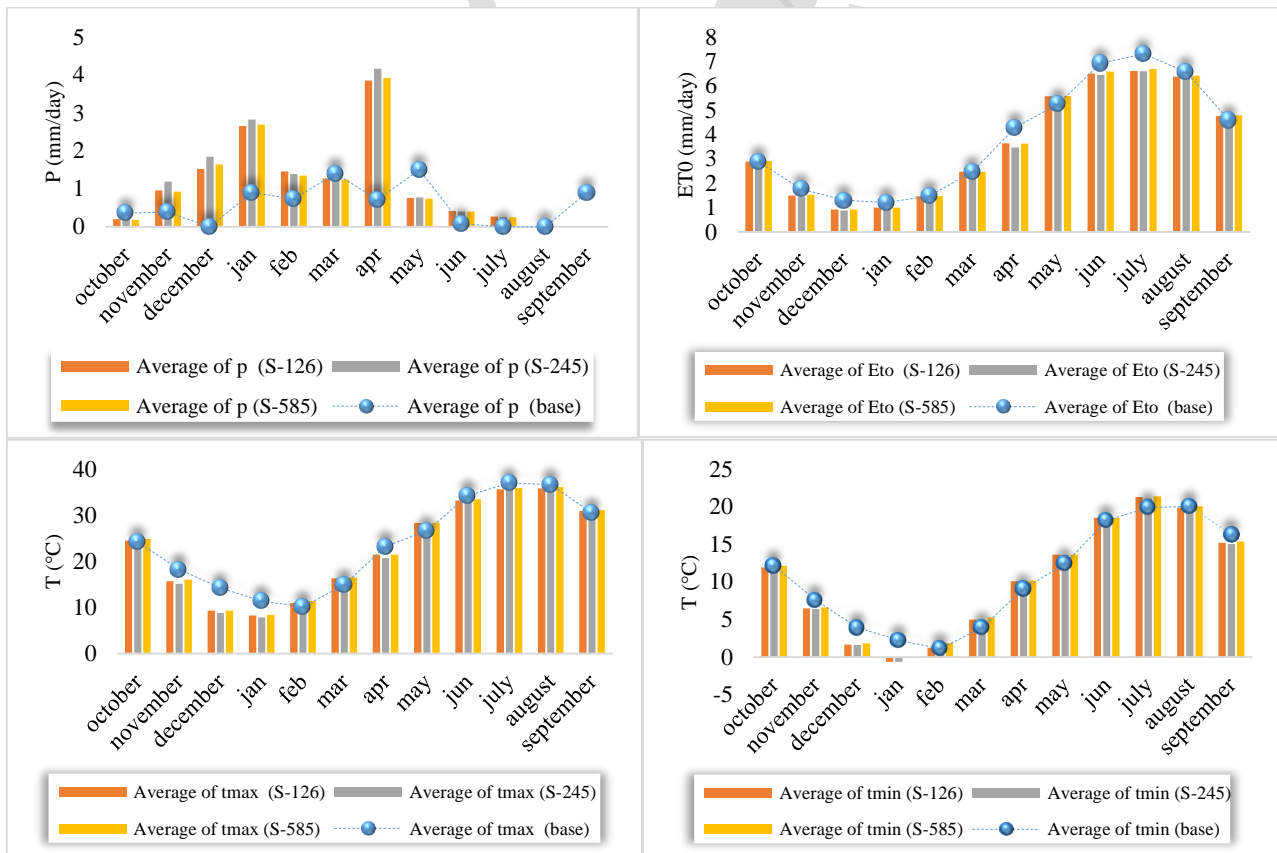 P (mm/day)
5
4
3
2
1
0
october
november
december
jan
feb
mar
apr
may
jun
july
august
september
Average of p (S-126)
Average of p (S-245)
Average of p (S-585)
Average of p (base)
ET0 (mm/day)
8
7
6
5
4
3
2
1
0
october
november
december
jan
feb
mar
apr
may
jun
july
august
september
Average of Eto (S-126)
Average of Eto (S-245)
Average of Eto (S-585)
Average of Eto (base)
T (°C)
40
30
20
10
0
october
november
december
jan
feb
mar
apr
may
jun
july
august
september
Average of tmax (S-126)
Average of tmax (S-245)
Average of tmax (S-585)
Average of tmax (base)
T (°C)
25
20
15
10
5
0
-5
october
november
december
jan
feb
mar
apr
may
jun
july
august
september
Average of tmin (S-126)
Average of tmin (S-245)
Average of tmin (S-585)
Average of tmin (base)